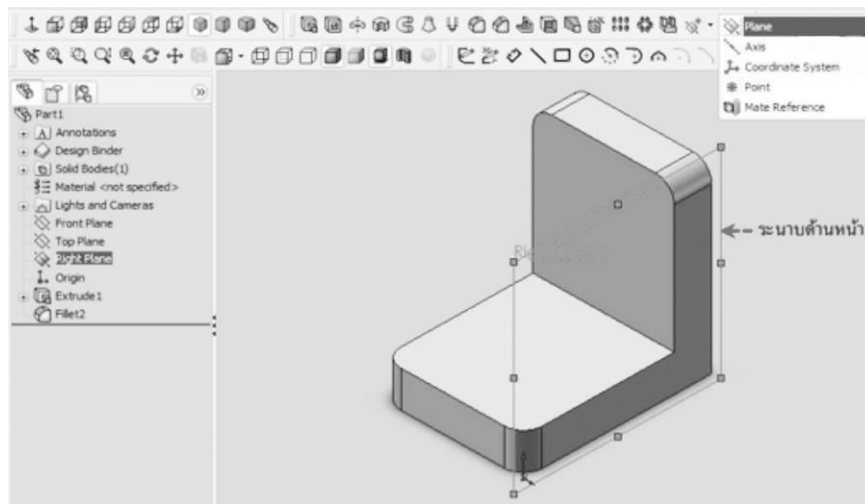 Plane
Axis
Coordinate System
Point
Mate Reference
Part1
Annotations
Design Binder
Solid Bodies(1)
Material <not specified>
Lights and Cameras
Front Plane
Top Plane
Right Plane
Origin
Extrude1
Fillet2
ระนาบด้านหน้า